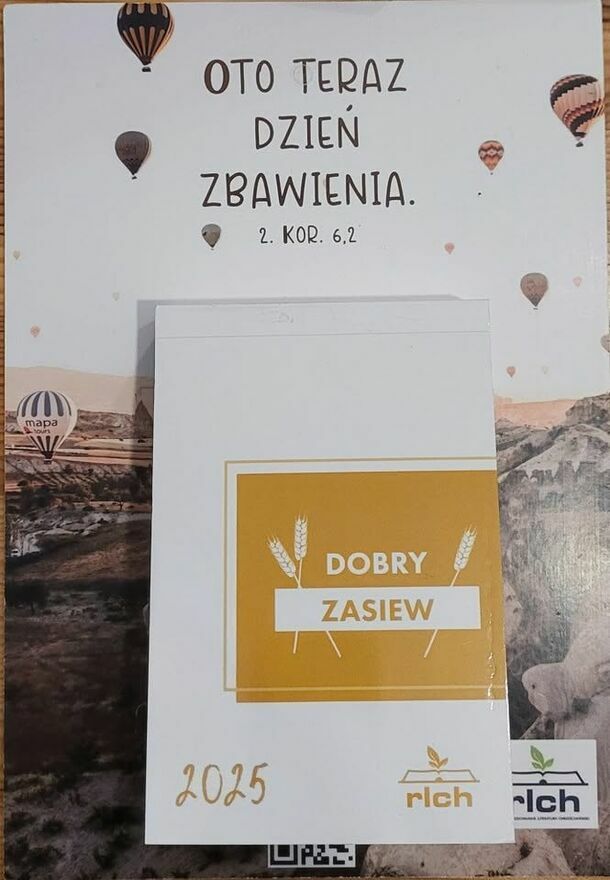 OTO TERAZ
DZIEŃ
ZBAWIENIA.
2. KOR. 6,2
mapa
tours
DOBRY
ZASIEW
2025
rlch
rlch